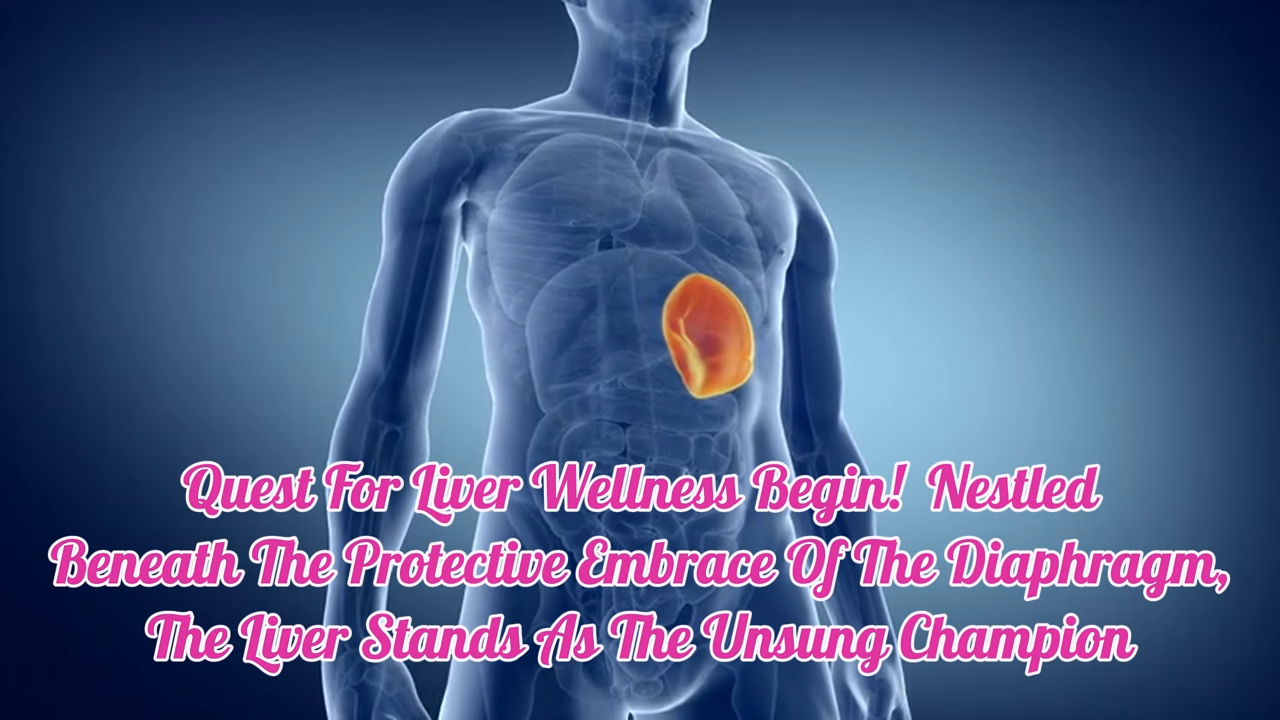 Quest For Liver Wellness Begin! Nestled
Beneath The Protective Embrace Of The Diaphragm,
The Liver Stands As The Unsung Champion